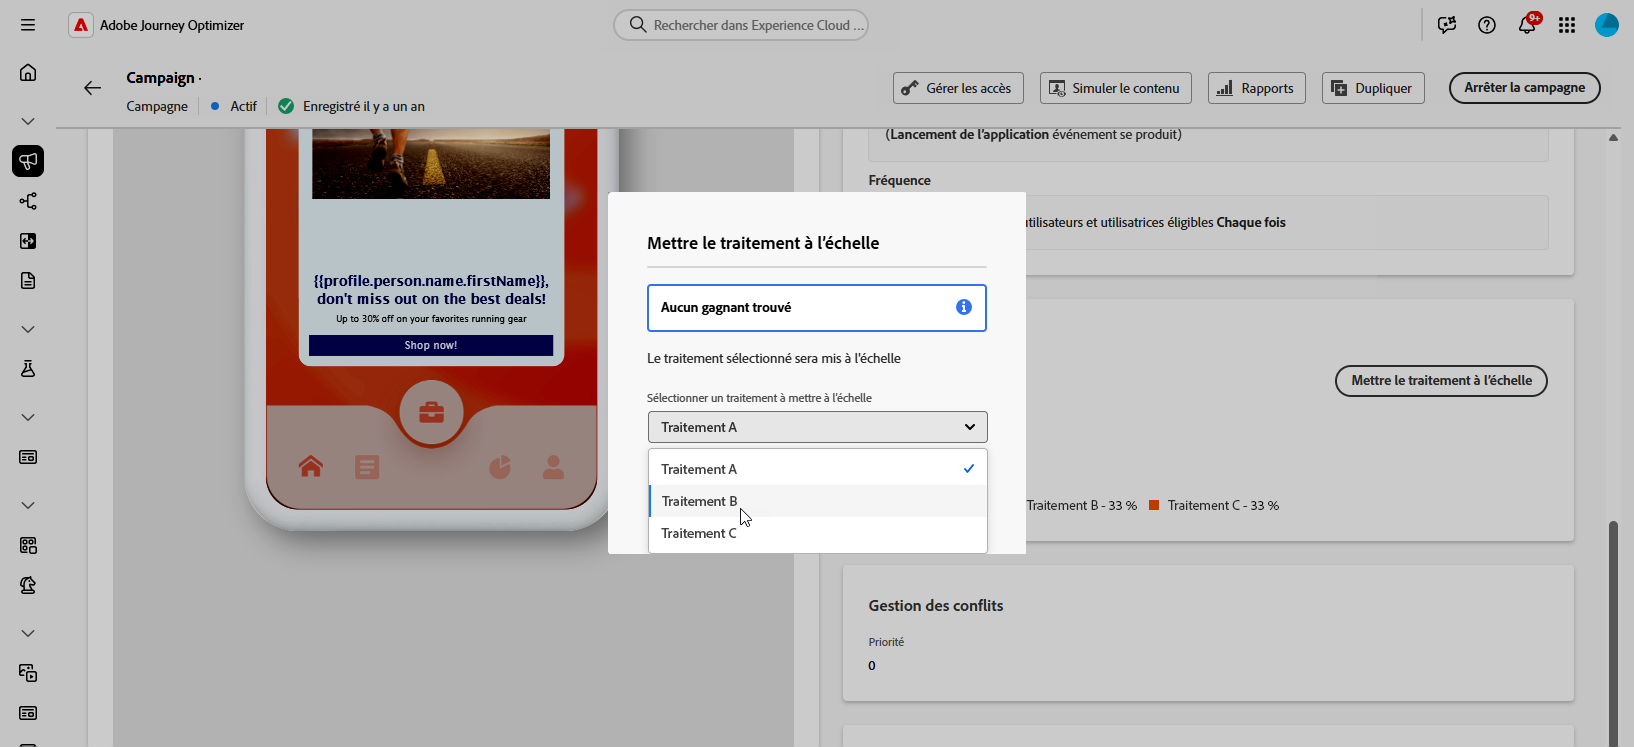 Adobe Journey Optimizer
Rechercher dans Experience Cloud ...
9+
Campaign ·
Campagne
Actif
Enregistré il y a un an
Gérer les accès
Simuler le contenu
Rapports
Dupliquer
Arrêter la campagne
{{profile.person.name.firstName}},
don't miss out on the best deals!
Up to 30% off on your favorites running gear
Shop now!
(Lancement de l'application événement se produit)
Fréquence
utilisateurs et utilisatrices éligibles Chaque fois
Mettre le traitement à l'échelle
Aucun gagnant trouvé
Le traitement sélectionné sera mis à l'échelle
Sélectionner un traitement à mettre à l'échelle
Traitement A
Traitement A
Traitement B
Traitement C
Mettre le traitement à l'échelle
Traitement B - 33 %
Traitement C - 33 %
Gestion des conflits
Priorité
0